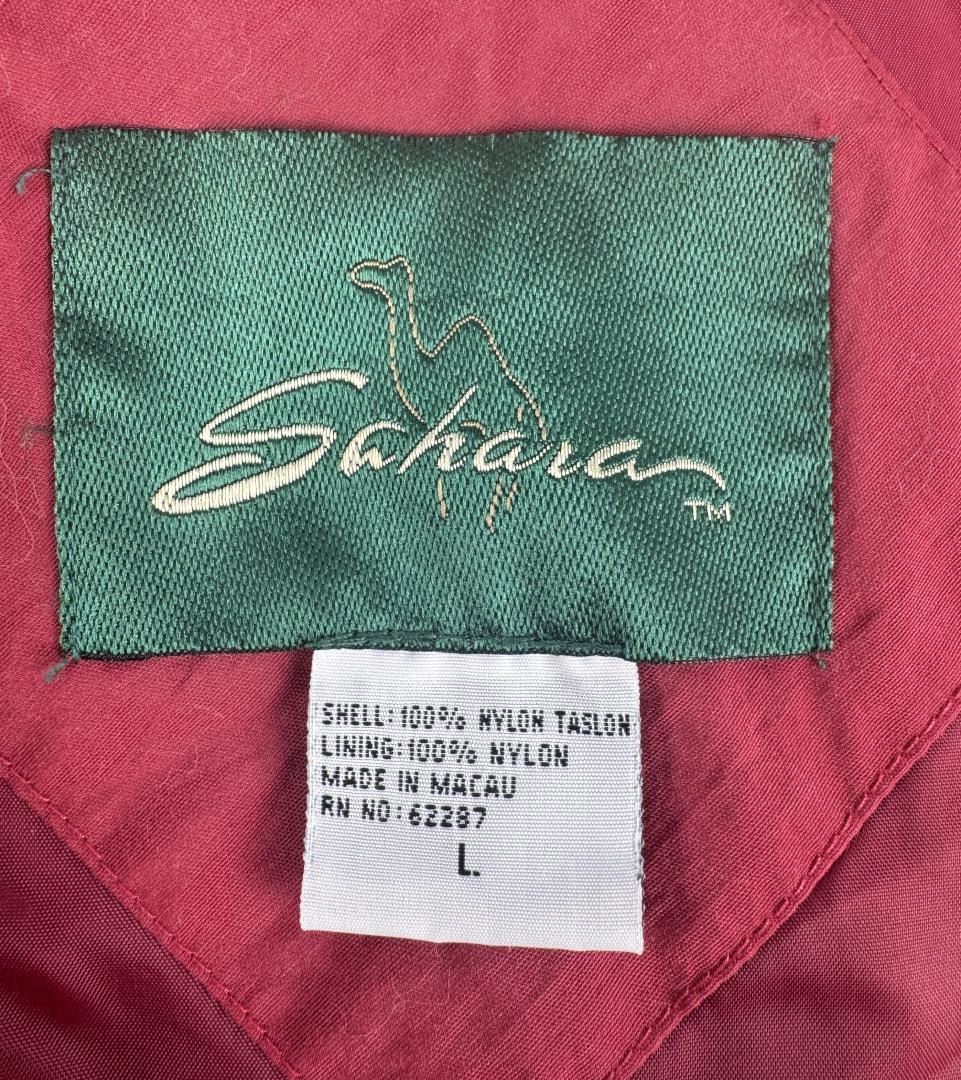 Sahara
TM
SHELL: 100% NYLON TASLON
LINING: 100% NYLON
MADE IN MACAU
RN NO: 62287
L.